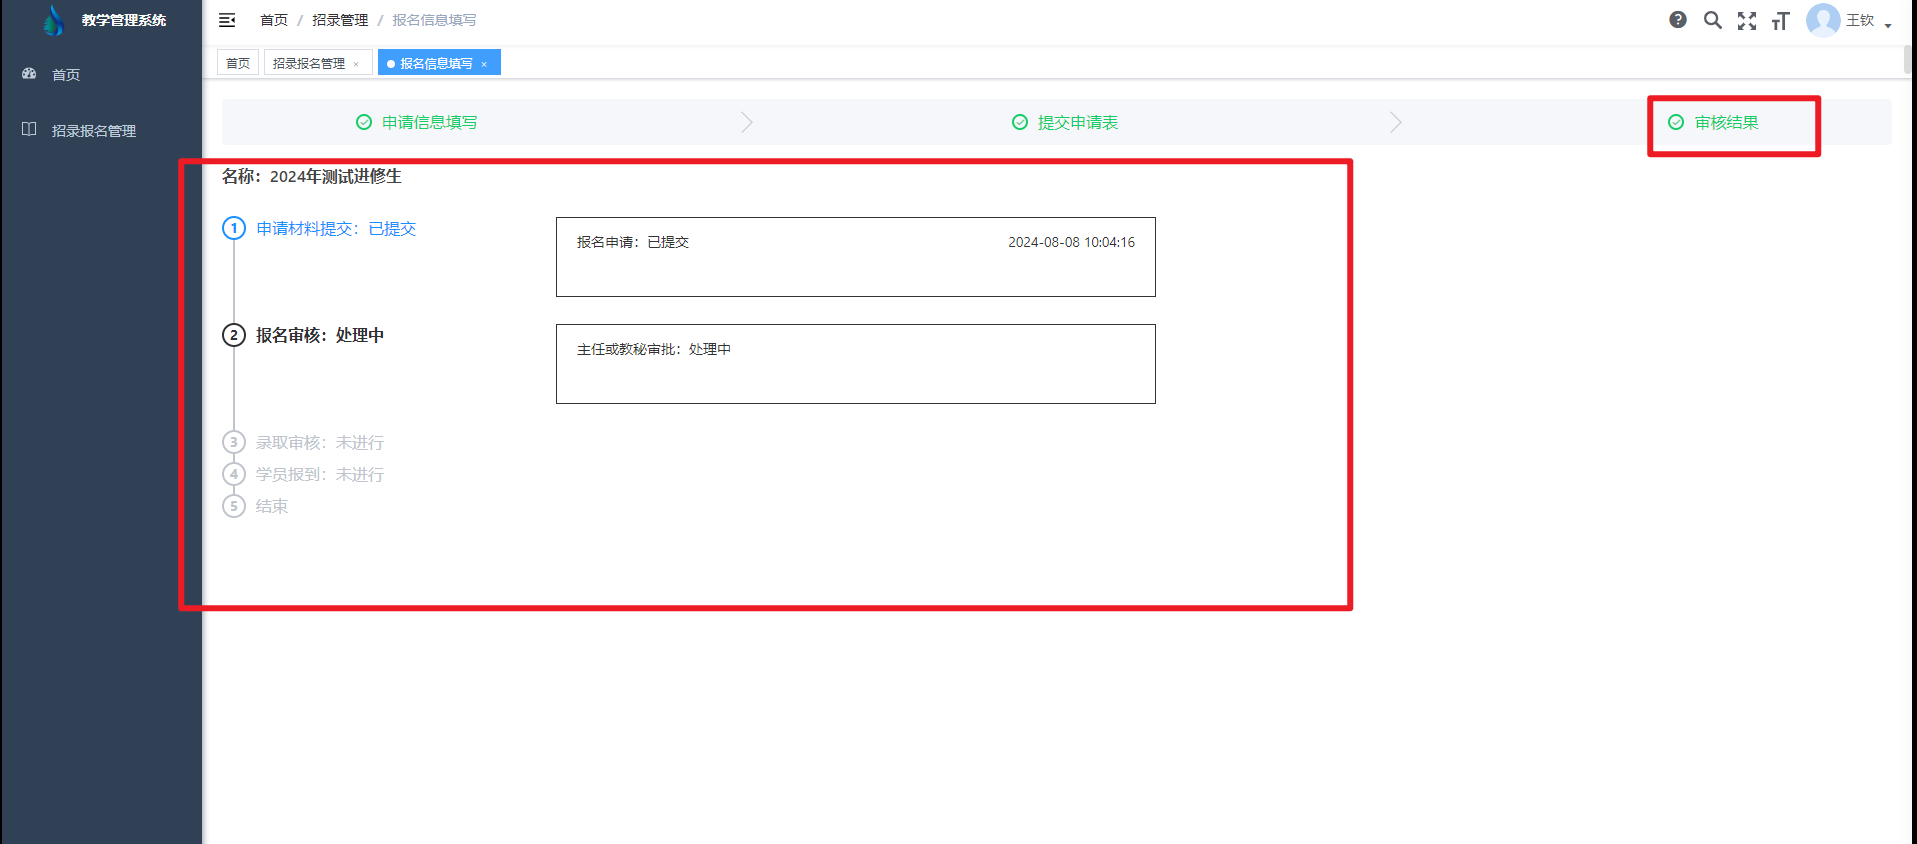 教学管理系统
首页 / 招录管理 / 报名信息填写
王钦
首页
招录报名管理
首页
招录报名管理 ×
报名信息填写 ×
申请信息填写
提交申请表
审核结果
名称：2024年测试进修生
1 申请材料提交：已提交
报名申请：已提交 2024-08-08 10:04:16
2 报名审核：处理中
主任或教秘审批：处理中
3 录取审核：未进行
4 学员报到：未进行
5 结束